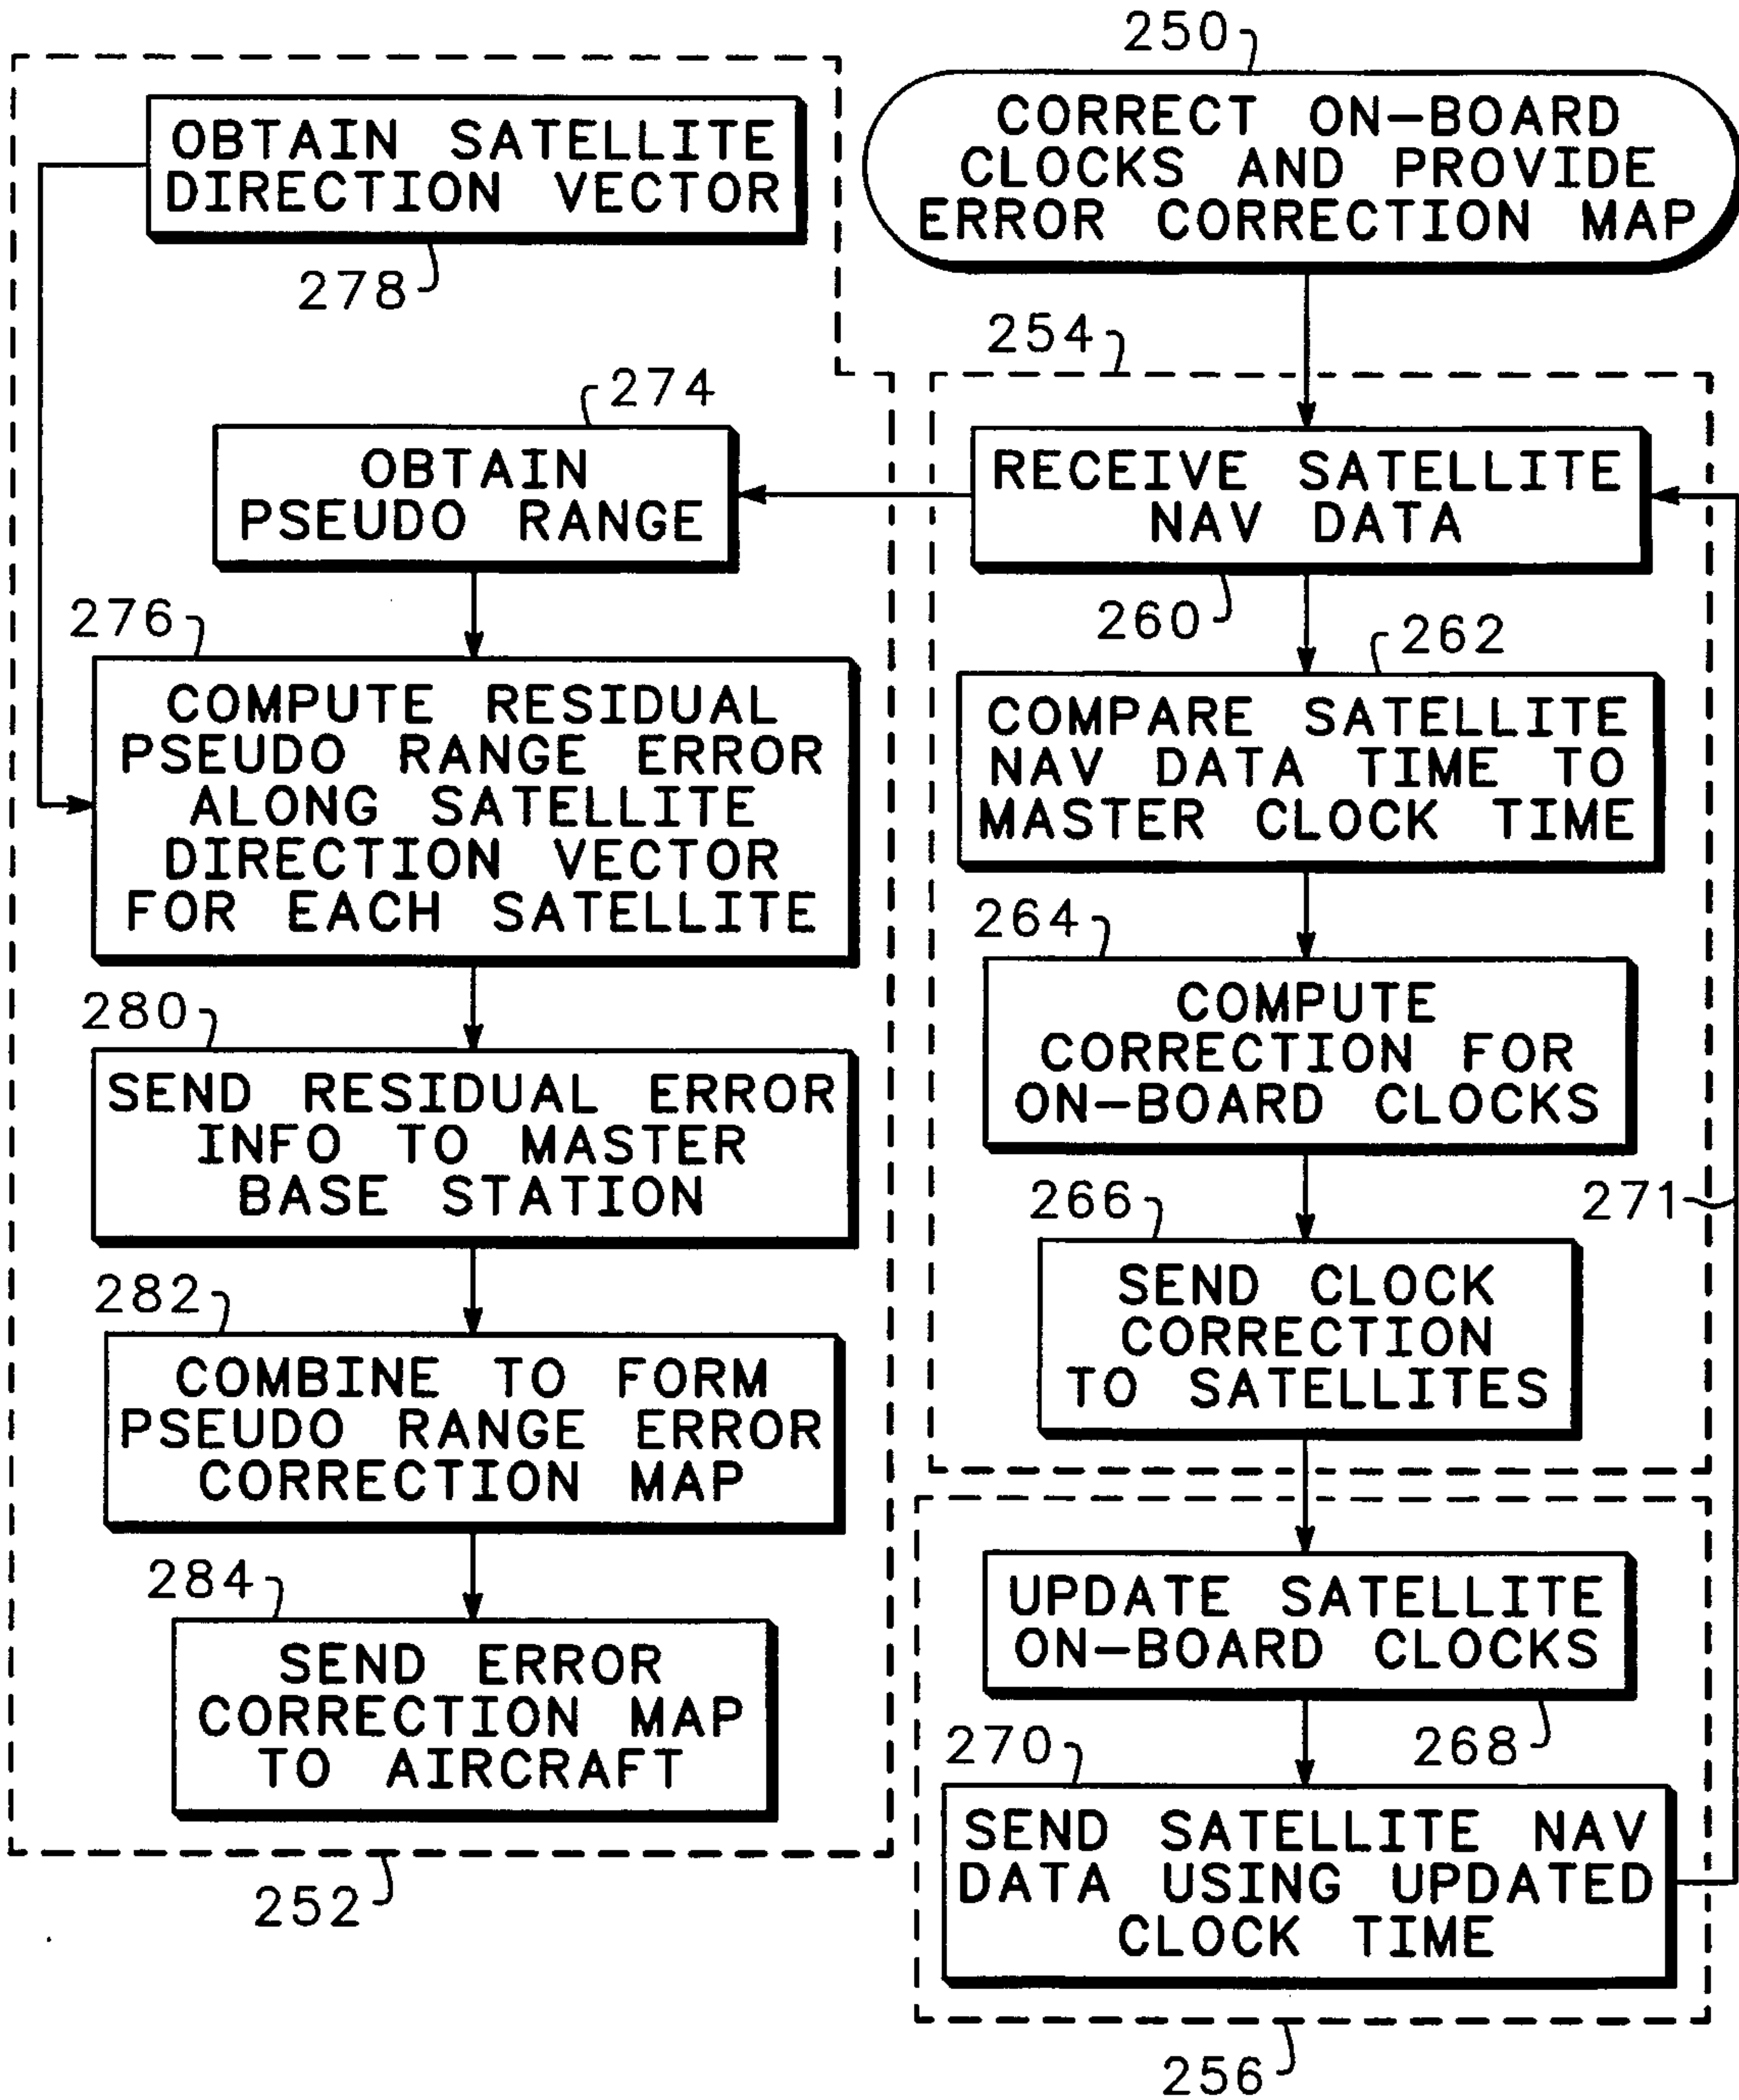 250
CORRECT ON-BOARD
CLOCKS AND PROVIDE
ERROR CORRECTION MAP
OBTAIN SATELLITE
DIRECTION VECTOR
278
254
274
OBTAIN
PSEUDO RANGE
RECEIVE SATELLITE
NAV DATA
260
276
COMPUTE RESIDUAL
PSEUDO RANGE ERROR
ALONG SATELLITE
DIRECTION VECTOR
FOR EACH SATELLITE
262
COMPARE SATELLITE
NAV DATA TIME TO
MASTER CLOCK TIME
264
COMPUTE
CORRECTION FOR
ON-BOARD CLOCKS
280
SEND RESIDUAL ERROR
INFO TO MASTER
BASE STATION
266
271
SEND CLOCK
CORRECTION
TO SATELLITES
282
COMBINE TO FORM
PSEUDO RANGE ERROR
CORRECTION MAP
284
SEND ERROR
CORRECTION MAP
TO AIRCRAFT
252
UPDATE SATELLITE
ON-BOARD CLOCKS
268
270
SEND SATELLITE NAV
DATA USING UPDATED
CLOCK TIME
256